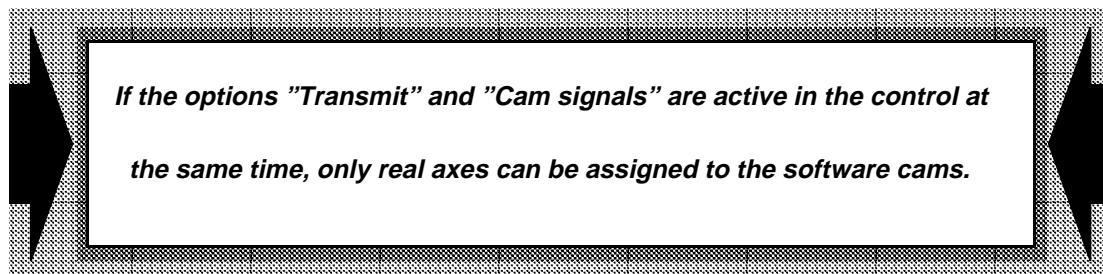 If the options ”Transmit” and ”Cam signals” are active in the control at
the same time, only real axes can be assigned to the software cams.